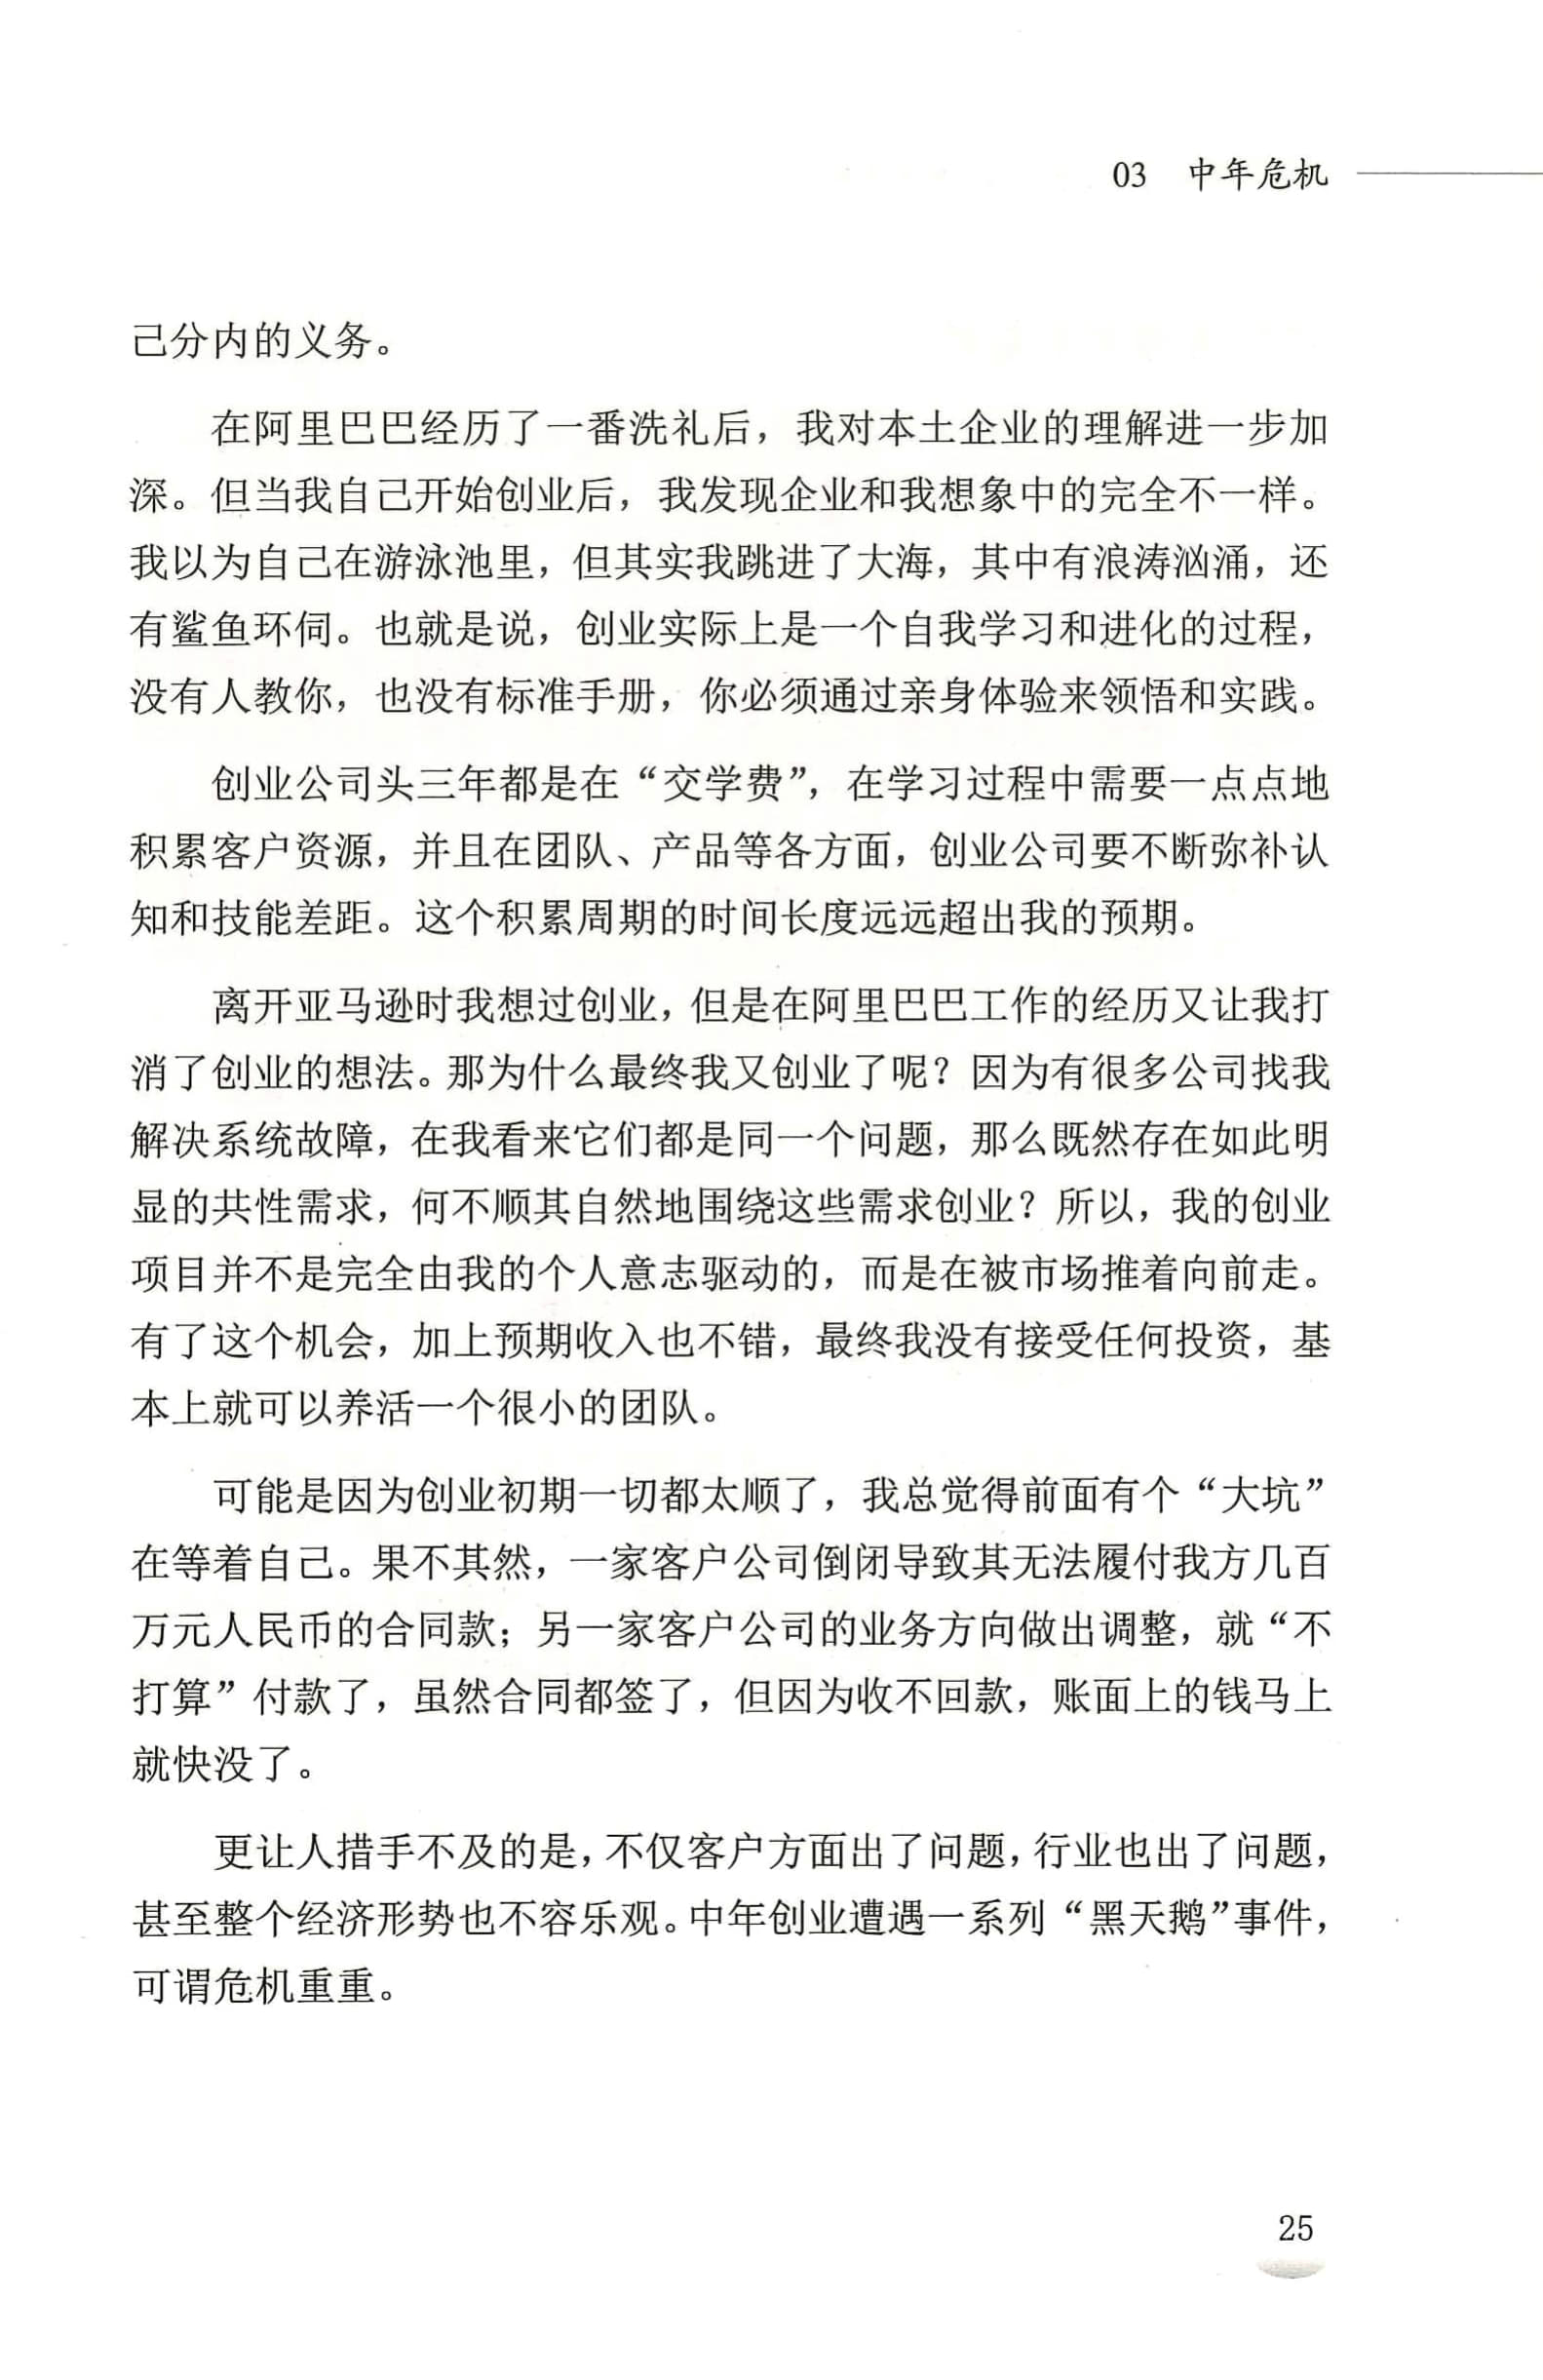 03 中年危机
己分内的义务。
在阿里巴巴经历了一番洗礼后，我对本土企业的理解进一步加
深。但当我自己开始创业后，我发现企业和我想象中的完全不一样。
我以为自己在游泳池里，但其实我跳进了大海，其中有浪涛汹涌，还
有鲨鱼环伺。也就是说，创业实际上是一个自我学习和进化的过程，
没有人教你，也没有标准手册，你必须通过亲身体验来领悟和实践。
创业公司头三年都是在“交学费”，在学习过程中需要一点点地
积累客户资源，并且在团队、产品等各方面，创业公司要不断弥补认
知和技能差距。这个积累周期的时间长度远远超出我的预期。
离开亚马逊时我想过创业，但是在阿里巴巴工作的经历又让我打
消了创业的想法。那为什么最终我又创业了呢？因为有很多公司找我
解决系统故障，在我看来它们都是同一个问题，那么既然存在如此明
显的共性需求，何不顺其自然地围绕这些需求创业？所以，我的创业
项目并不是完全由我的个人意志驱动的，而是在被市场推着向前走。
有了这个机会，加上预期收入也不错，最终我没有接受任何投资，基
本上就可以养活一个很小的团队。
可能是因为创业初期一切都太顺了，我总觉得前面有个“大坑”
在等着自己。果不其然，一家客户公司倒闭导致其无法履付我方几百
万元人民币的合同款；另一家客户公司的业务方向做出调整，就“不
打算”付款了，虽然合同都签了，但因为收不回款，账面上的钱马上
就快没了。
更让人措手不及的是，不仅客户方面出了问题，行业也出了问题，
甚至整个经济形势也不容乐观。中年创业遭遇一系列“黑天鹅”事件，
可谓危机重重。
25